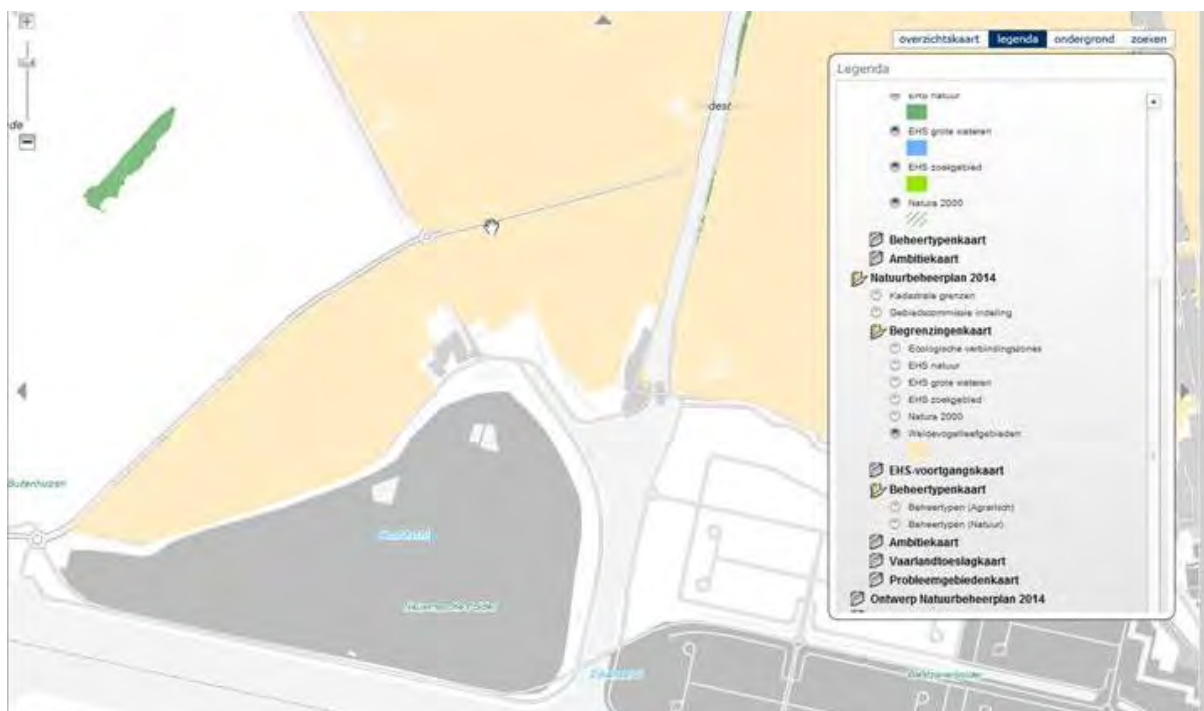 overzichtskaart legenda ondergrond zoeken
Legenda
EHS natuur
EHS grote wateren
EHS zoekgebied
Natura 2000
Beheertypenkaart
Ambitiekaart
Natuurbeheerplan 2014
Kadastrale grenzen
Gebiedscommissie indeling
Begrenzingenkaart
Ecologische verbindingszones
EHS natuur
EHS grote wateren
EHS zoekgebied
Natura 2000
Weidevogelleefgebieden
EHS-voortgangskaart
Beheertypenkaart
Beheertypen (Agrarisch)
Beheertypen (Natuur)
Ambitiekaart
Vaarlandtoeslagkaart
Probleemgebiedenkaart
Ontwerp Natuurbeheerplan 2014
dest
de
Buitenhuizen